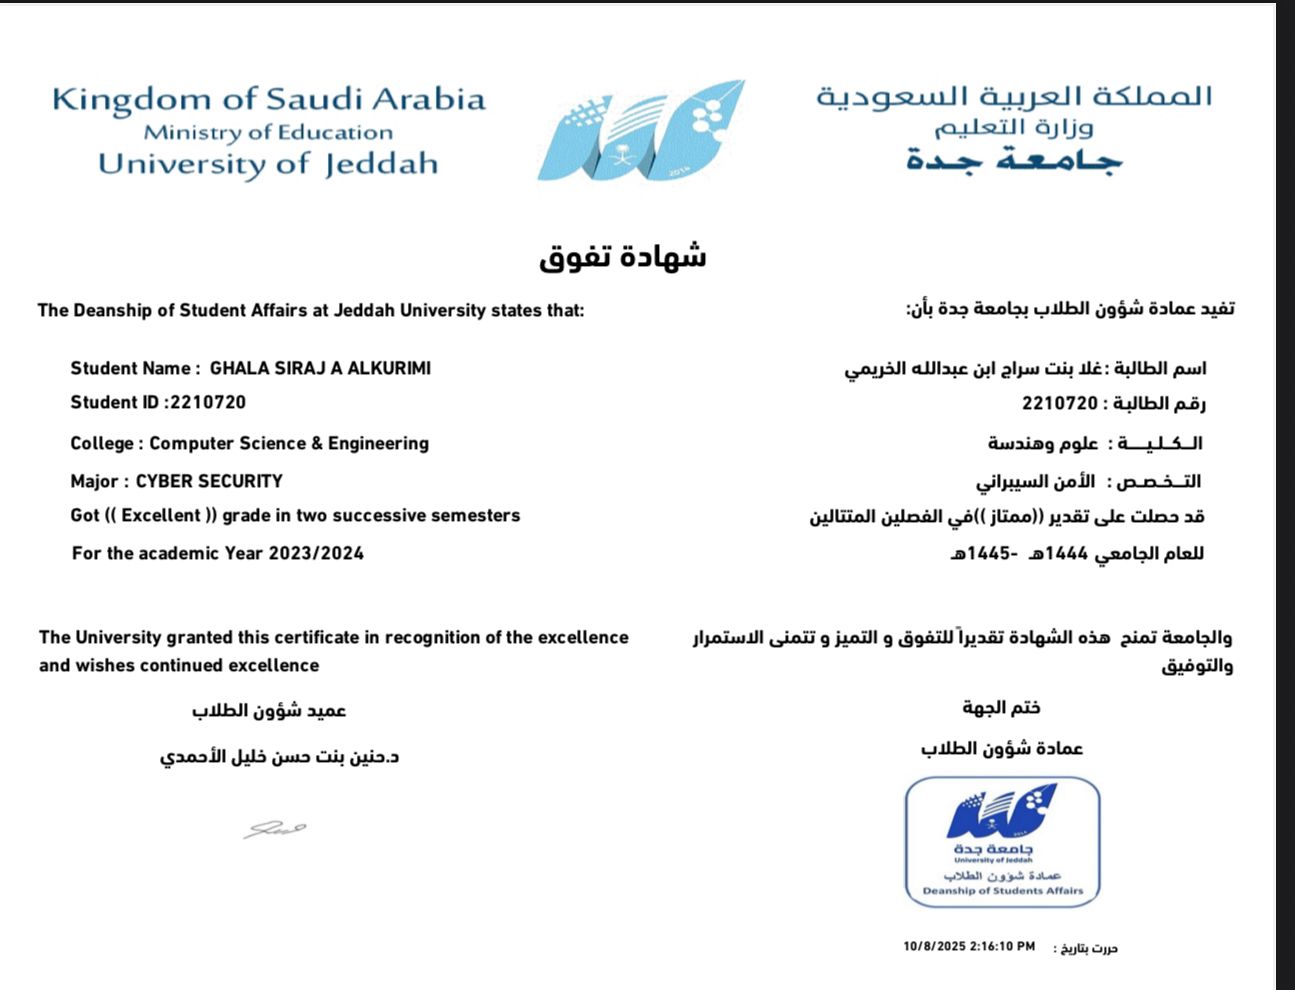 Kingdom of Saudi Arabia
Ministry of Education
University of Jeddah
2014
المملكة العربية السعودية
وزارة التعليم
جامعة جدة
شهادة تفوق
The Deanship of Student Affairs at Jeddah University states that:
تفيد عمادة شؤون الطلاب بجامعة جدة بأن:
Student Name : GHALA SIRAJ A ALKURIMI
اسم الطالبة :غلا بنت سراج ابن عبدالله الخريمي
Student ID :2210720
رقم الطالبة : 2210720
College : Computer Science & Engineering
الــكــلــيــــة : علوم وهندسة
Major : CYBER SECURITY
التــخــصــص : الأمن السيبراني
Got (( Excellent )) grade in two successive semesters
قد حصلت على تقدير ((ممتاز ))في الفصلين المتتالين
For the academic Year 2023/2024
للعام الجامعي 1444هـ -1445هـ
The University granted this certificate in recognition of the excellence
and wishes continued excellence
والجامعة تمنح هذه الشهادة تقديراً للتفوق و التميز و تتمنى الاستمرار
والتوفيق
عميد شؤون الطلاب
د.حنين بنت حسن خليل الأحمدي
ختم الجهة
عمادة شؤون الطلاب
2014
جامعة جدة
University of Jeddah
عمادة شؤون الطلاب
Deanship of Students Affairs
حررت بتاريخ : 10/8/2025 2:16:10 PM